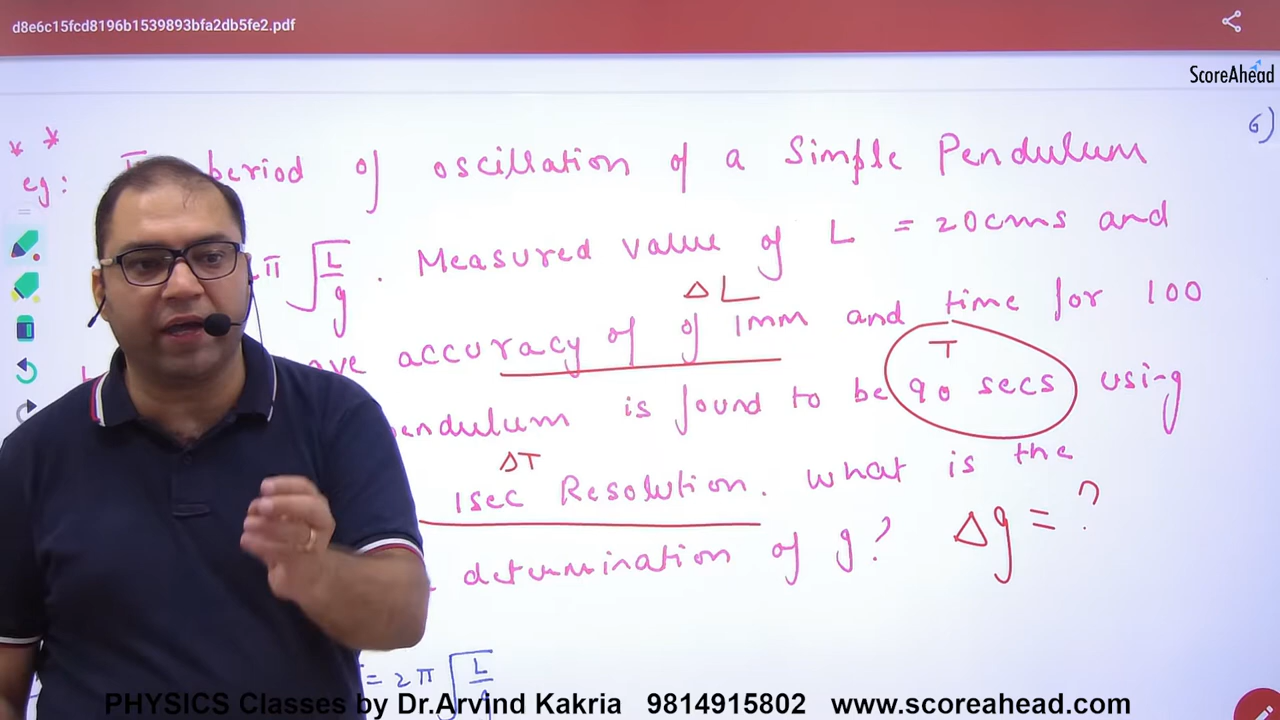 d8e6c15fcd8196b1539893bfa2db5fe2.pdf
ScoreAhead
6)
eg: period of oscillation of a Simple Pendulum
π √L/g . Measured value of L = 20cms and
ΔL
accuracy of of 1mm and time for 100
T
is found to be 90 secs using
ΔT
1sec Resolution. What is the
determination of g? Δg = ?
= 2π √L/g
PHYSICS Classes by Dr.Arvind Kakria 9814915802 www.scoreahead.com